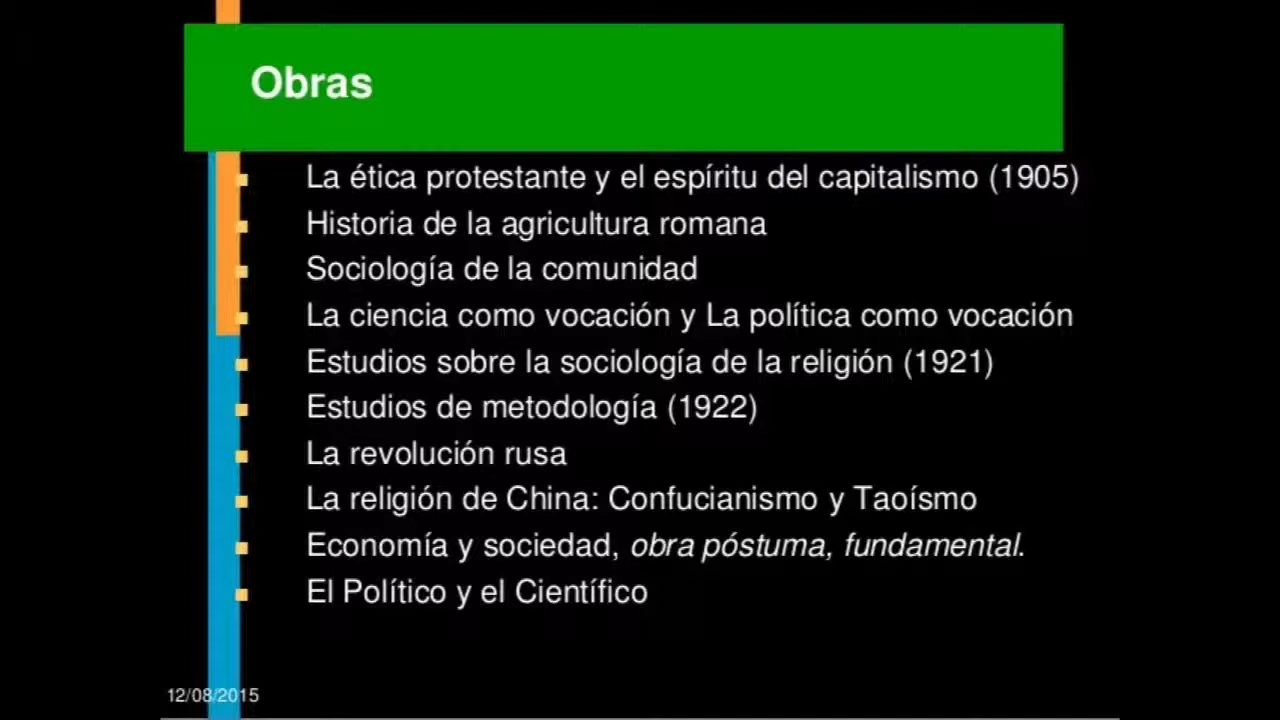 Obras
La ética protestante y el espíritu del capitalismo (1905)
Historia de la agricultura romana
Sociología de la comunidad
La ciencia como vocación y La política como vocación
Estudios sobre la sociología de la religión (1921)
Estudios de metodología (1922)
La revolución rusa
La religión de China: Confucianismo y Taoísmo
Economía y sociedad, obra póstuma, fundamental.
El Político y el Científico
12/08/2015